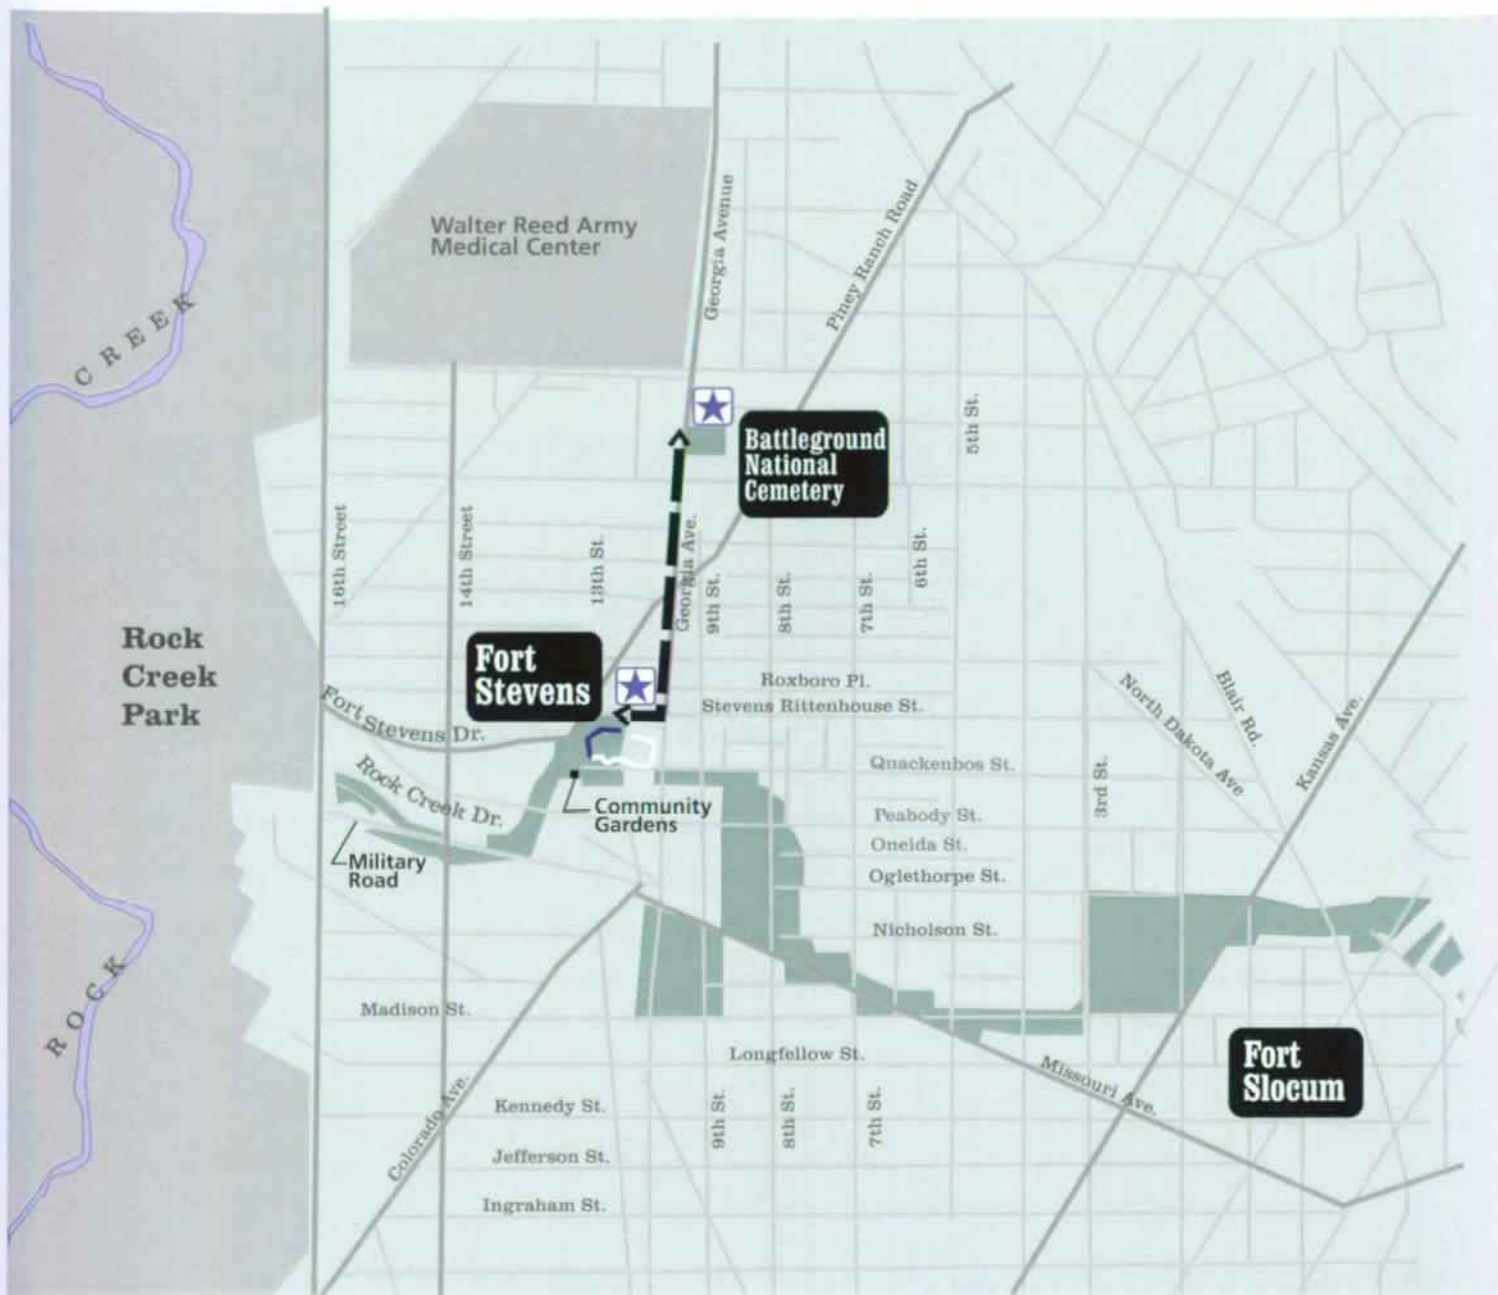 Walter Reed Army
Medical Center
Georgia Avenue
Piney Ranch Road
CREEK
Battleground
National
Cemetery
5th St.
16th Street
14th Street
13th St.
Georgia Ave.
9th St.
8th St.
7th St.
6th St.
Rock
Creek
Park
Fort
Stevens
Roxboro Pl.
Stevens Rittenhouse St.
Fort Stevens Dr.
North Dakota Ave
Blair Rd.
Kansas Ave.
Rock Creek Dr.
Quackenbos St.
3rd St.
Community
Gardens
Peabody St.
Oneida St.
Military
Road
Oglethorpe St.
Nicholson St.
ROCK
Madison St.
Longfellow St.
Missouri Ave.
Fort
Slocum
Colorado Ave.
Kennedy St.
9th St.
8th St.
7th St.
Jefferson St.
Ingraham St.